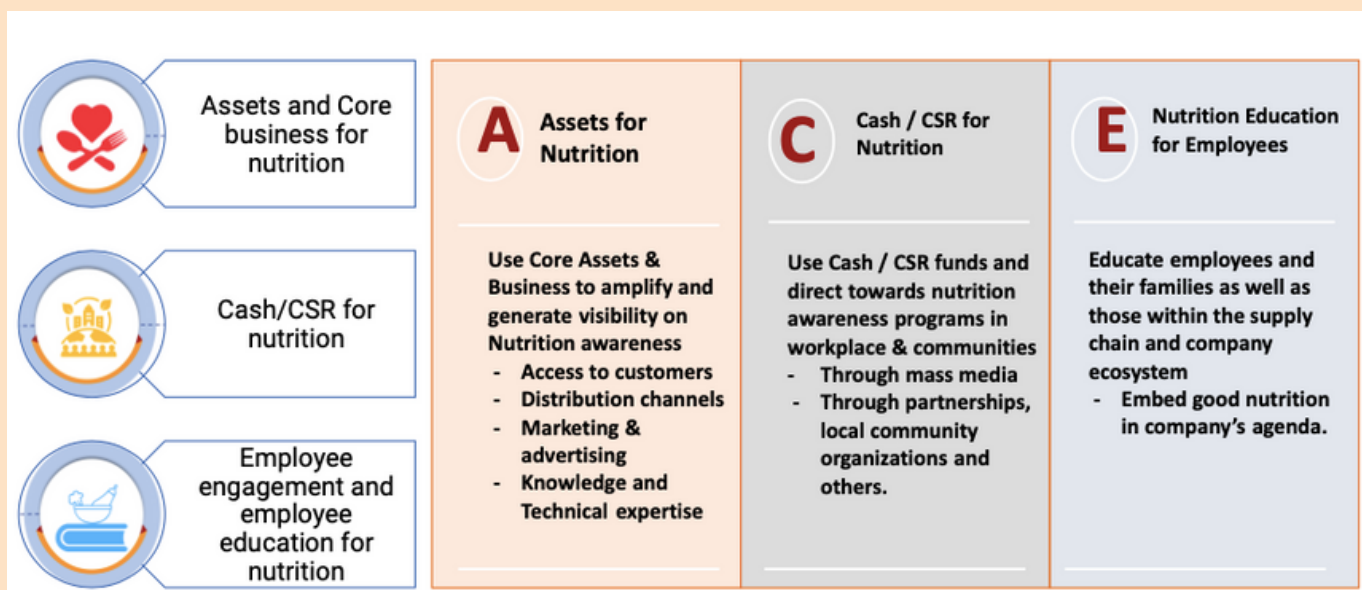 Assets and Core
business for
nutrition
Cash/CSR for
nutrition
Employee
engagement and
employee
education for
nutrition
A
Assets for
Nutrition
Use Core Assets &
Business to amplify and
generate visibility on
Nutrition awareness
- Access to customers
- Distribution channels
- Marketing &
advertising
- Knowledge and
Technical expertise
C
Cash / CSR for
Nutrition
Use Cash / CSR funds and
direct towards nutrition
awareness programs in
workplace & communities
- Through mass media
- Through partnerships,
local community
organizations and
others.
E
Nutrition Education
for Employees
Educate employees and
their families as well as
those within the supply
chain and company
ecosystem
- Embed good nutrition
in company’s agenda.